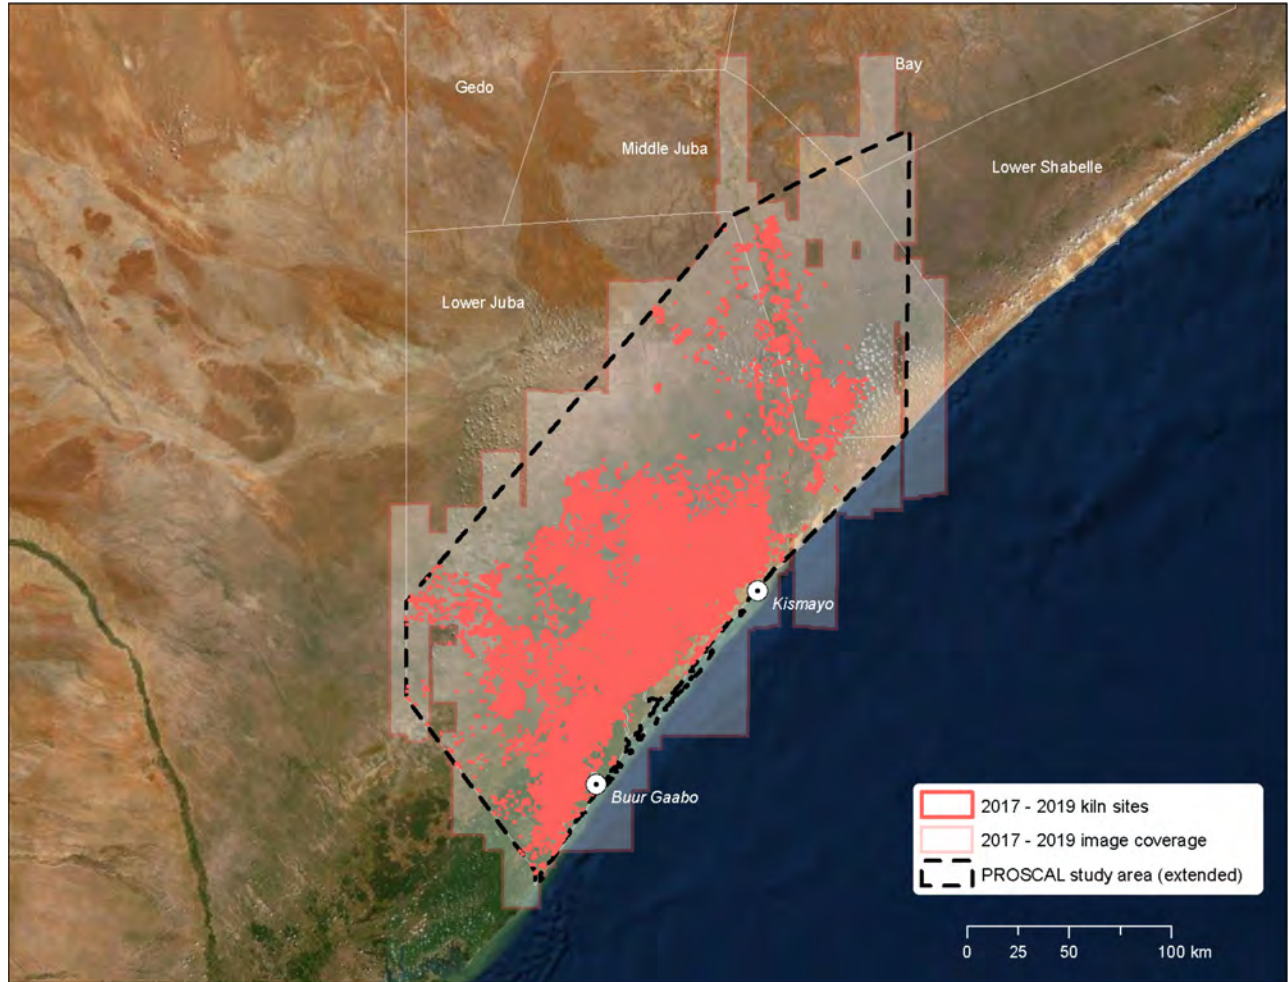 Bay
Gedo
Middle Juba
Lower Shabelle
Lower Juba
Kismayo
Buur Gaabo
2017 - 2019 kiln sites
2017 - 2019 image coverage
PROSCAL study area (extended)
0 25 50 100 km